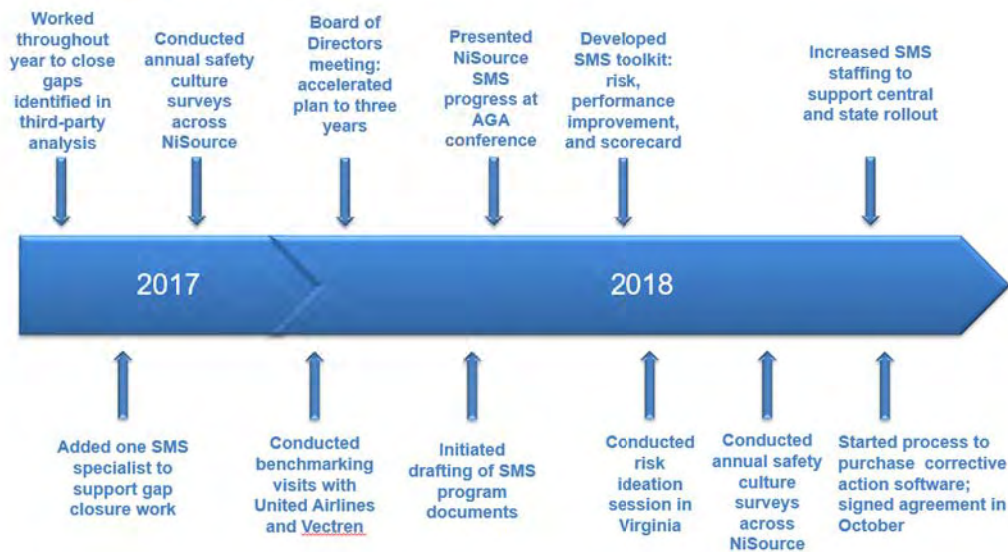 Worked
throughout
year to close
gaps
identified in
third-party
analysis
Conducted
annual safety
culture
surveys
across
NiSource
Board of
Directors
meeting:
accelerated
plan to three
years
Presented
NiSource
SMS
progress at
AGA
conference
Developed
SMS toolkit:
risk,
performance
improvement,
and scorecard
Increased SMS
staffing to
support central
and state rollout
2017
2018
Added one SMS
specialist to
support gap
closure work
Conducted
benchmarking
visits with
United Airlines
and Vectren
Initiated
drafting of SMS
program
documents
Conducted
risk
ideation
session in
Virginia
Conducted
annual safety
culture
surveys
across
NiSource
Started process to
purchase corrective
action software;
signed agreement in
October